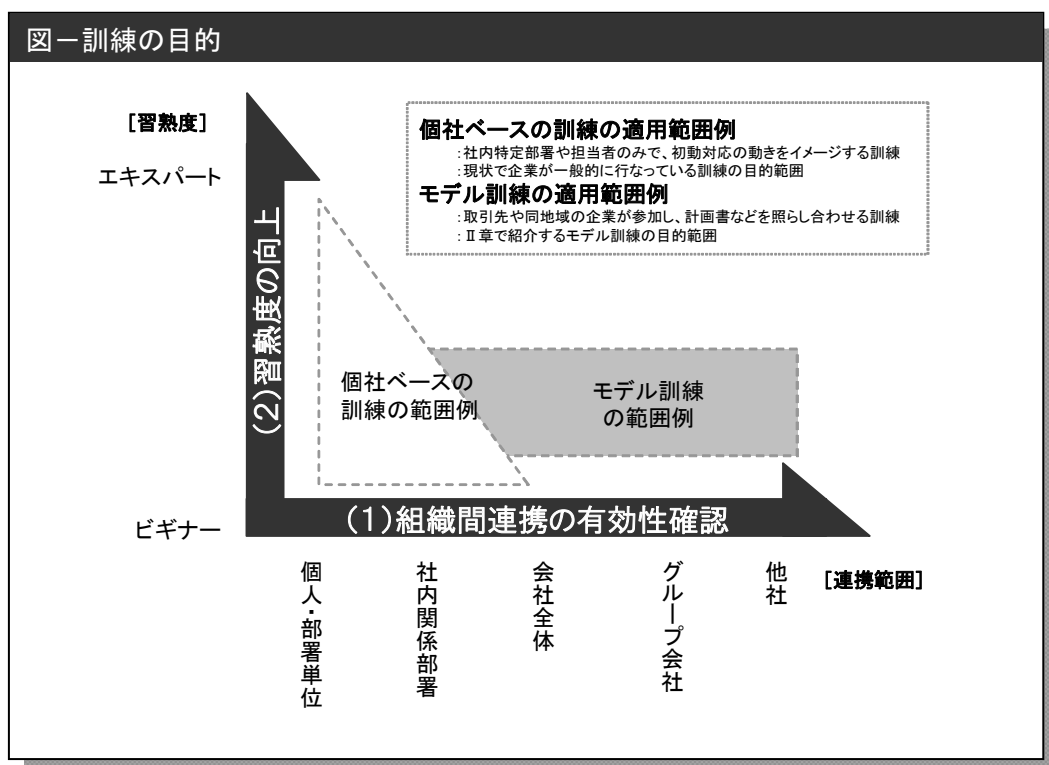 図－訓練の目的
[習熟度]
エキスパート
ビギナー
(2)習熟度の向上
個社ベースの訓練の適用範囲例
：社内特定部署や担当者のみで、初動対応の動きをイメージする訓練
：現状で企業が一般的に行なっている訓練の目的範囲
モデル訓練の適用範囲例
：取引先や同地域の企業が参加し、計画書などを照らし合わせる訓練
：Ⅱ章で紹介するモデル訓練の目的範囲
個社ベースの
訓練の範囲例
モデル訓練
の範囲例
(1)組織間連携の有効性確認
個人・部署単位
社内関係部署
会社全体
グループ会社
他社
[連携範囲]